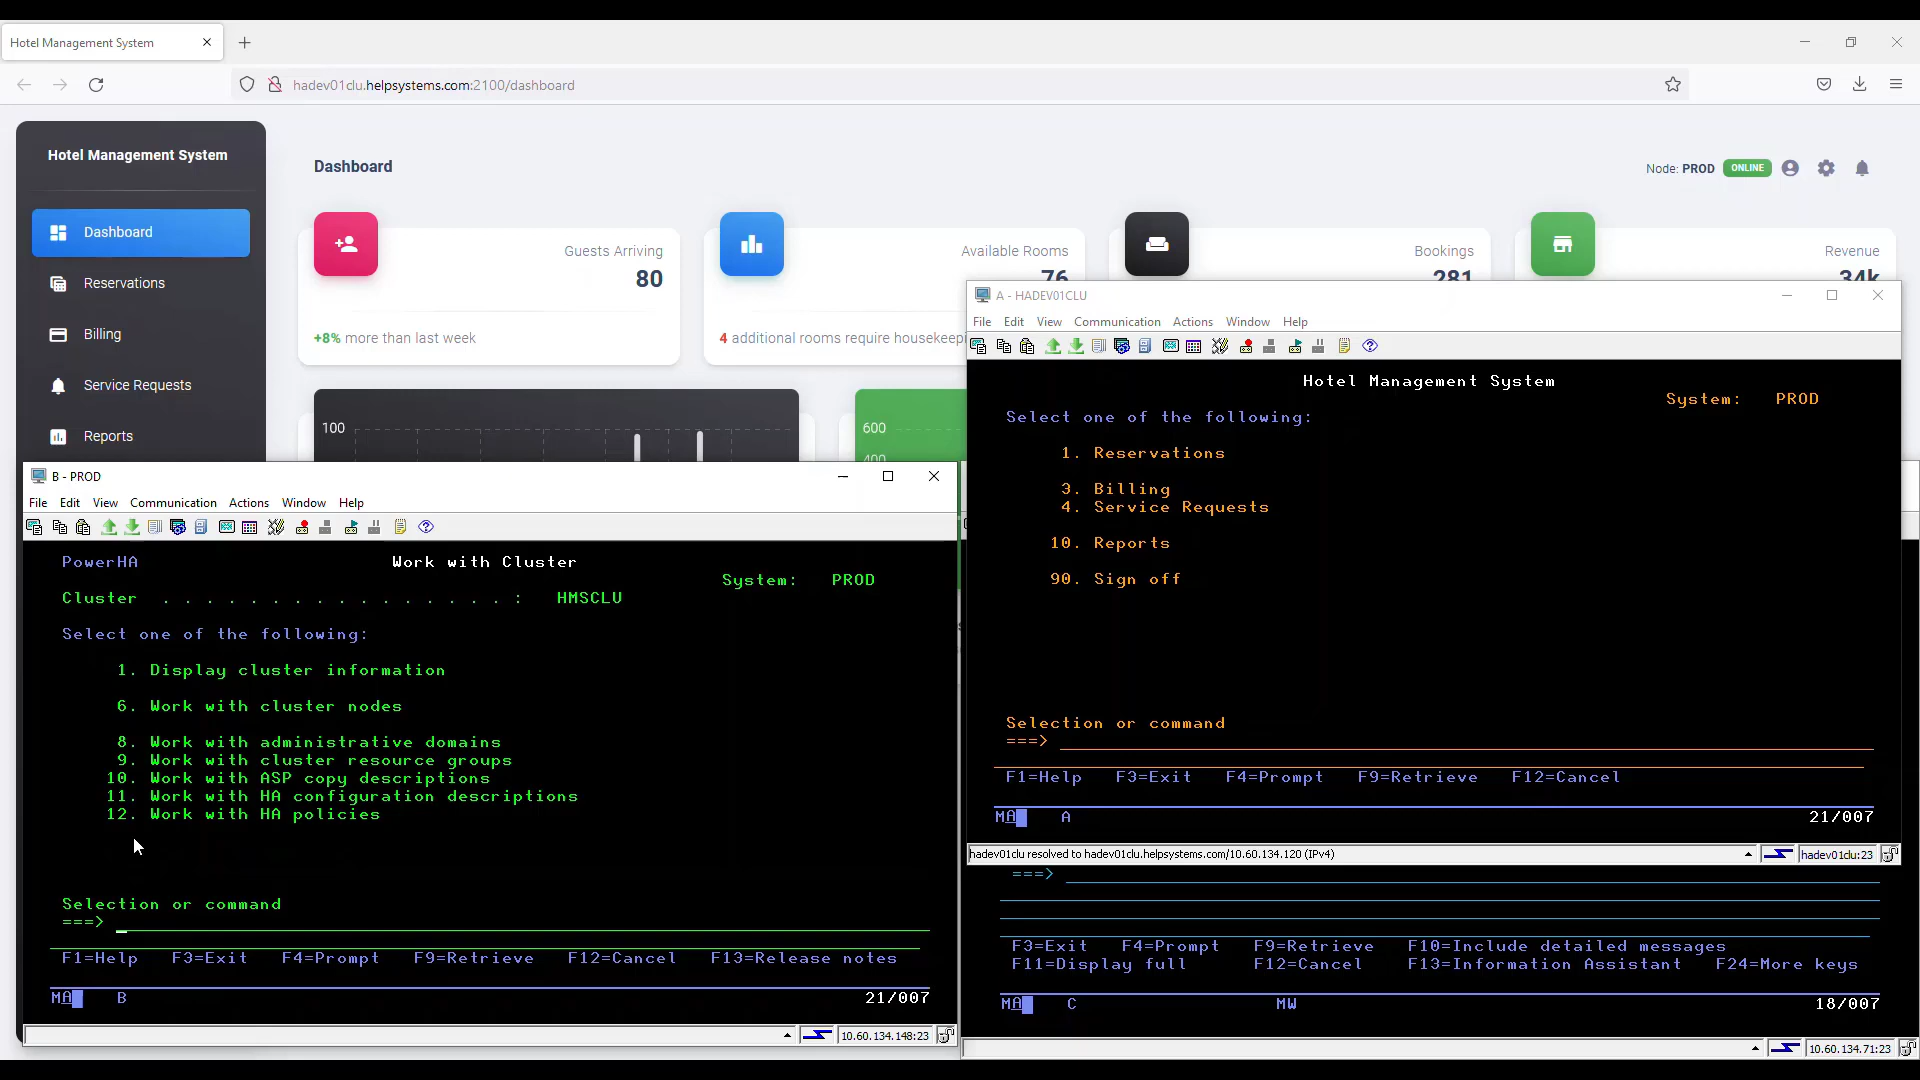 Hotel Management System
hadev01clu.helpsystems.com:2100/dashboard
Hotel Management System
Dashboard
Reservations
Billing
Service Requests
Reports
Dashboard
Node: PROD ONLINE
Guests Arriving
80
+8% more than last week
Available Rooms
76
4 additional rooms require housekeepi
Bookings
281
Revenue
34k
100
600
400
A - HADEV01CLU
File Edit View Communication Actions Window Help
Hotel Management System
System: PROD
Select one of the following:
1. Reservations
3. Billing
4. Service Requests
10. Reports
90. Sign off
Selection or command
===>
F1=Help F3=Exit F4=Prompt F9=Retrieve F12=Cancel
MA A 21/007
hadev01clu resolved to hadev01clu.helpsystems.com/10.60.134.120 (IPv4)
hadev01clu:23
B - PROD
File Edit View Communication Actions Window Help
PowerHA Work with Cluster
System: PROD
Cluster . . . . . . . . . . . . . . . . . : HMSCLU
Select one of the following:
1. Display cluster information
6. Work with cluster nodes
8. Work with administrative domains
9. Work with cluster resource groups
10. Work with ASP copy descriptions
11. Work with HA configuration descriptions
12. Work with HA policies
Selection or command
===>
F1=Help F3=Exit F4=Prompt F9=Retrieve F12=Cancel F13=Release notes
MA B 21/007
10.60.134.148:23
===>
F3=Exit F4=Prompt F9=Retrieve F10=Include detailed messages
F11=Display full F12=Cancel F13=Information Assistant F24=More keys
MA C MW 18/007
10.60.134.71:23